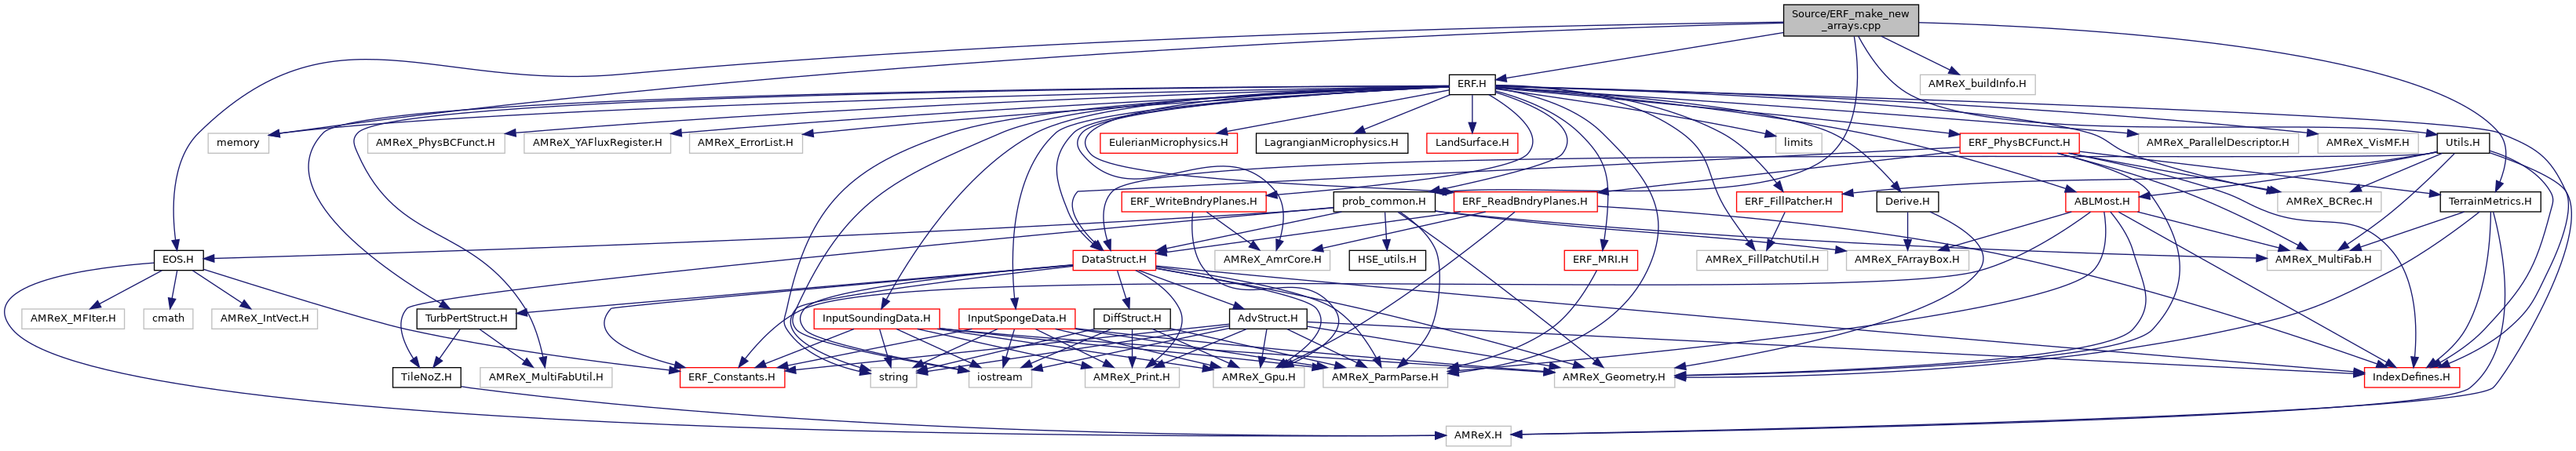 Source/ERF_make_new
_arrays.cpp
ERF.H
AMReX_buildInfo.H
memory
AMReX_PhysBCFunct.H
AMReX_YAFluxRegister.H
AMReX_ErrorList.H
EulerianMicrophysics.H
LagrangianMicrophysics.H
LandSurface.H
limits
ERF_PhysBCFunct.H
AMReX_ParallelDescriptor.H
AMReX_VisMF.H
Utils.H
ERF_WriteBndryPlanes.H
prob_common.H
ERF_ReadBndryPlanes.H
ERF_FillPatcher.H
Derive.H
ABLMost.H
AMReX_BCRec.H
TerrainMetrics.H
EOS.H
DataStruct.H
AMReX_AmrCore.H
HSE_utils.H
ERF_MRI.H
AMReX_FillPatchUtil.H
AMReX_FArrayBox.H
AMReX_MultiFab.H
AMReX_MFIter.H
cmath
AMReX_IntVect.H
TurbPertStruct.H
InputSoundingData.H
InputSpongeData.H
DiffStruct.H
AdvStruct.H
TileNoZ.H
AMReX_MultiFabUtil.H
ERF_Constants.H
string
iostream
AMReX_Print.H
AMReX_Gpu.H
AMReX_ParmParse.H
AMReX_Geometry.H
IndexDefines.H
AMReX.H